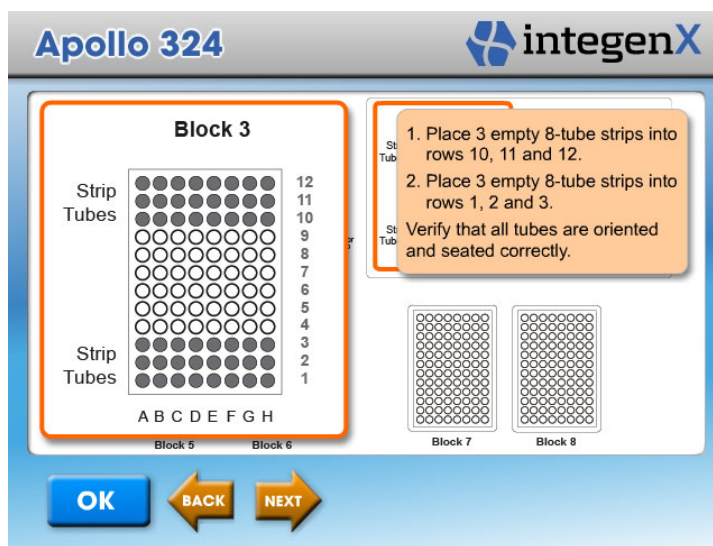 Apollo 324
integenX
Block 3
Strip
Tubes
12
11
10
9
8
7
6
5
4
3
2
1
Strip
Tubes
A B C D E F G H
1. Place 3 empty 8-tube strips into
rows 10, 11 and 12.
2. Place 3 empty 8-tube strips into
rows 1, 2 and 3.
Verify that all tubes are oriented
and seated correctly.
Block 5
Block 6
Block 7
Block 8
OK
BACK
NEXT